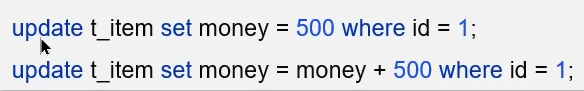 update t_item set money = 500 where id = 1;
update t_item set money = money + 500 where id = 1;